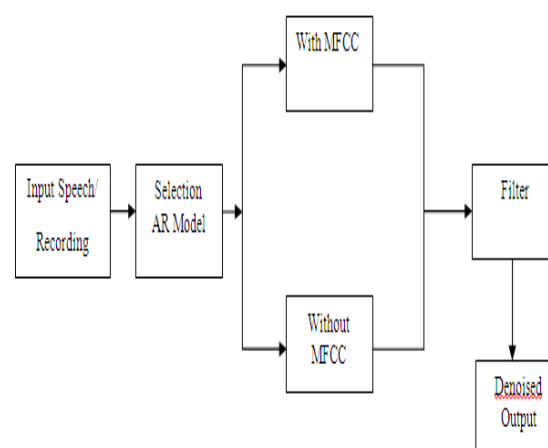 With MFCC
Input Speech/
Recording
Selection
AR Model
Filter
Without
MFCC
Denoised
Output